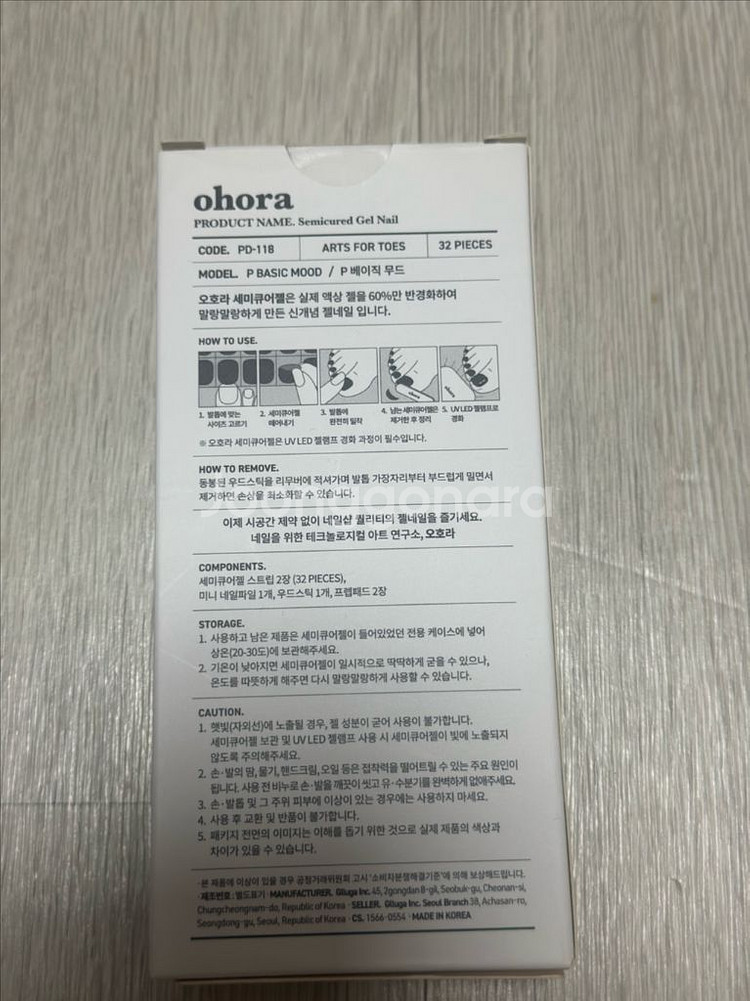 ohora
PRODUCT NAME. Semicured Gel Nail
CODE. PD-118 ARTS FOR TOES 32 PIECES
MODEL. P BASIC MOOD / P 베이직 무드
오호라 세미큐어젤은 실제 액상 젤을 60%만 반경화하여
말랑말랑하게 만든 신개념 젤네일 입니다.
HOW TO USE.
1. 발톱에 맞는
사이즈 고르기
2. 세미큐어젤
떼어내기
3. 발톱에
완전히 밀착
4. 남는 세미큐어젤은
제거한 후 정리
5. UV LED 젤램프로
경화
※ 오호라 세미큐어젤은 UV LED 젤램프 경화 과정이 필수입니다.
HOW TO REMOVE.
동봉된 우드스틱을 리무버에 적셔가며 발톱 가장자리부터 부드럽게 밀면서
제거하면 손상을 최소화할 수 있습니다.
이제 시공간 제약 없이 네일샵 퀄리티의 젤네일을 즐기세요.
네일을 위한 테크놀로지컬 아트 연구소, 오호라
COMPONENTS.
세미큐어젤 스트립 2장 (32 PIECES),
미니 네일파일 1개, 우드스틱 1개, 프렙패드 2장
STORAGE.
1. 사용하고 남은 제품은 세미큐어젤이 들어있었던 전용 케이스에 넣어
상온(20-30도)에 보관해주세요.
2. 기온이 낮아지면 세미큐어젤이 일시적으로 딱딱하게 굳을 수 있으나,
온도를 따뜻하게 해주면 다시 말랑말랑하게 사용할 수 있습니다.
CAUTION.
1. 햇빛(자외선)에 노출될 경우, 젤 성분이 굳어 사용이 불가합니다.
세미큐어젤 보관 및 UV LED 젤램프 사용 시 세미큐어젤이 빛에 노출되지
않도록 주의해주세요.
2. 손·발의 땀, 물기, 핸드크림, 오일 등은 접착력을 떨어트릴 수 있는 주요 원인이
됩니다. 사용 전 비누로 손·발을 깨끗이 씻고 유·수분기를 완벽하게 없애주세요.
3. 손·발톱 및 그 주위 피부에 이상이 있는 경우에는 사용하지 마세요.
4. 사용 후 교환 및 반품이 불가합니다.
5. 패키지 전면의 이미지는 이해를 돕기 위한 것으로 실제 제품의 색상과
차이가 있을 수 있습니다.
·본 제품에 이상이 있을 경우 공정거래위원회 고시 '소비자분쟁해결기준'에 의해 보상해드립니다.
·제조번호 : 별도표기 ·MANUFACTURER. Gluga Inc. 45, 2gongdan 8-gil, Seobuk-gu, Cheonan-si,
Chungcheongnam-do, Republic of Korea ·SELLER. Gluga Inc. Seoul Branch 38, Achasan-ro,
Seongdong-gu, Seoul, Republic of Korea ·CS. 1566-0554 ·MADE IN KOREA